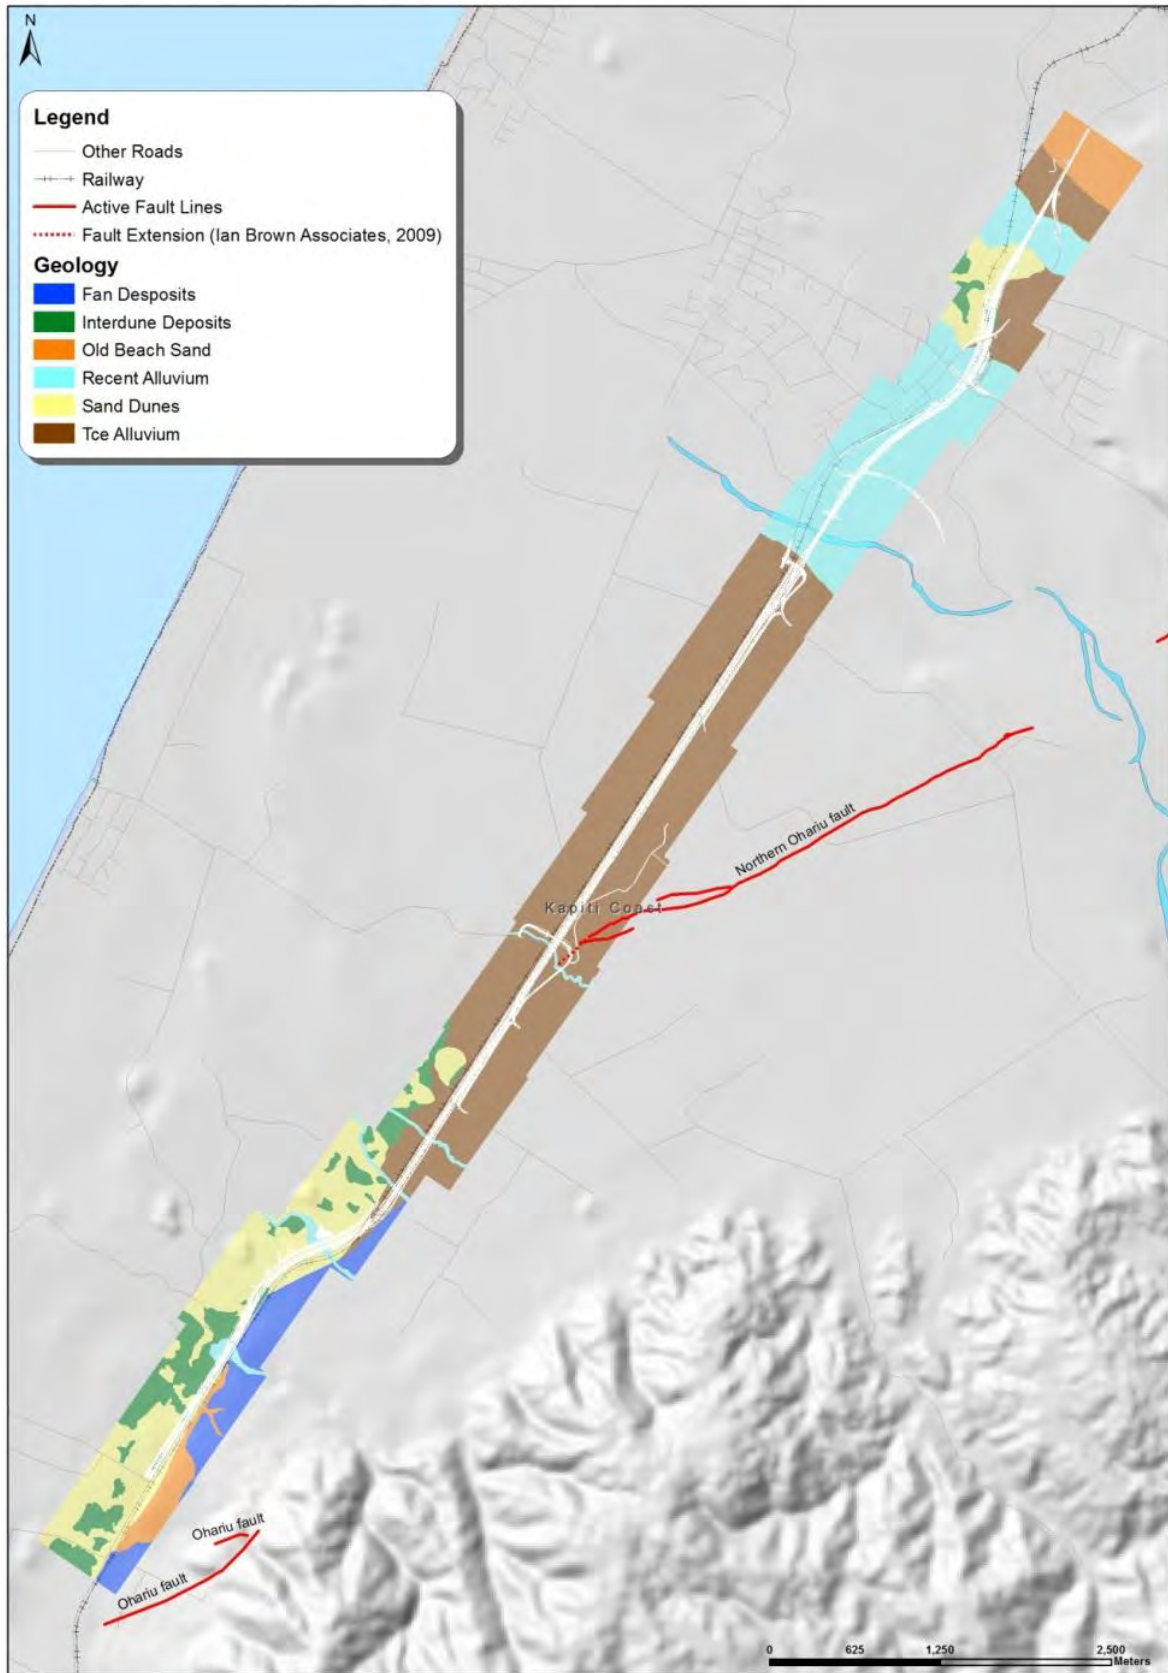 N
Legend
Other Roads
Railway
Active Fault Lines
Fault Extension (Ian Brown Associates, 2009)
Geology
Fan Desposits
Interdune Deposits
Old Beach Sand
Recent Alluvium
Sand Dunes
Tce Alluvium
Northern Ohariu fault
Kapiti Coast
Ohariu fault
Ohariu fault
0 625 1,250 2,500
Meters